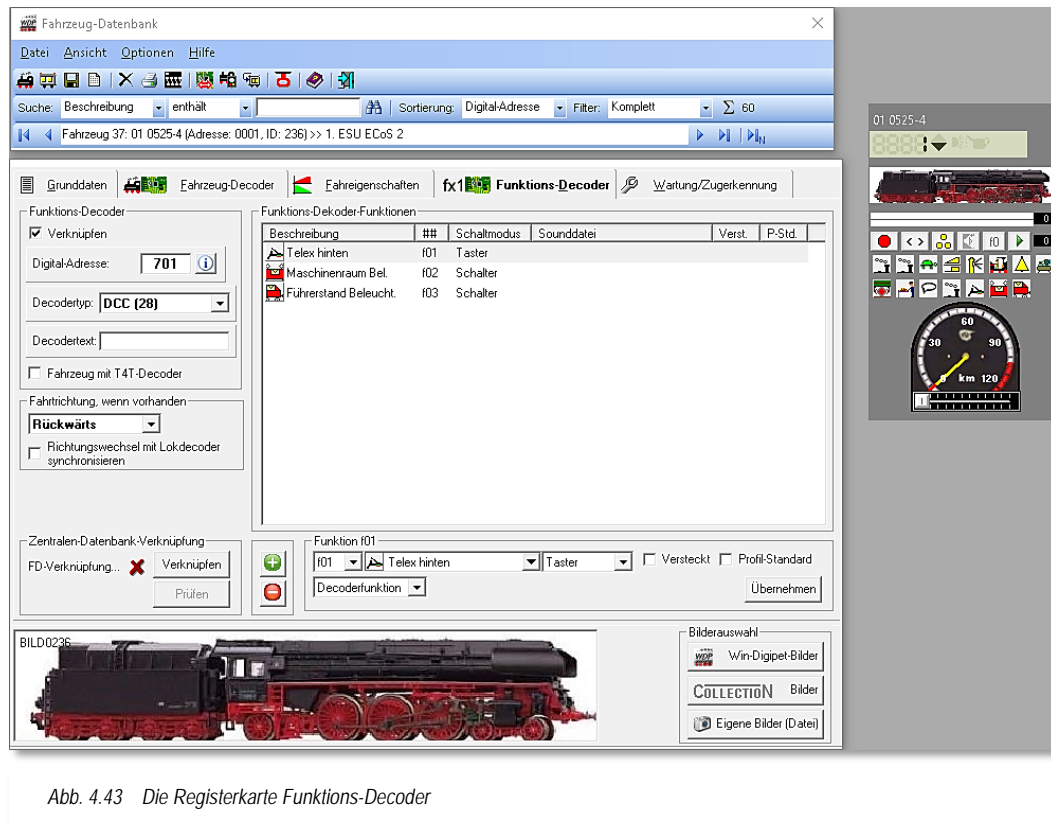 Fahrzeug-Datenbank
Datei Ansicht Optionen Hilfe
Suche: Beschreibung enthält Sortierung: Digital-Adresse Filter: Komplett Σ 60
Fahrzeug 37: 01 0525-4 (Adresse: 0001, ID: 236) >> 1. ESU ECoS 2
Grunddaten Fahrzeug-Decoder Fahreigenschaften fx1 Funktions-Decoder Wartung/Zugerkennung
Funktions-Decoder
Verknüpfen
Digital-Adresse: 701
Decodertyp: DCC (28)
Decodertext:
Fahrzeug mit T4T-Decoder
Fahrtrichtung, wenn vorhanden
Rückwärts
Richtungswechsel mit Lokdecoder
synchronisieren
Funktions-Dekoder-Funktionen
Beschreibung ## Schaltmodus Sounddatei Verst. P-Std.
Telex hinten f01 Taster
Maschinenraum Bel. f02 Schalter
Führerstand Beleucht. f03 Schalter
Zentralen-Datenbank-Verknüpfung
FD-Verknüpfung... Verknüpfen
Prüfen
Funktion f01
f01 Telex hinten Taster Versteckt Profil-Standard
Decoderfunktion Übernehmen
BILD0236
Bilderauswahl
WDP Win-Digipet-Bilder
COLLECTION Bilder
Eigene Bilder (Datei)
01 0525-4
0
f0 0
60
30 90
0 km 120
Abb. 4.43 Die Registerkarte Funktions-Decoder